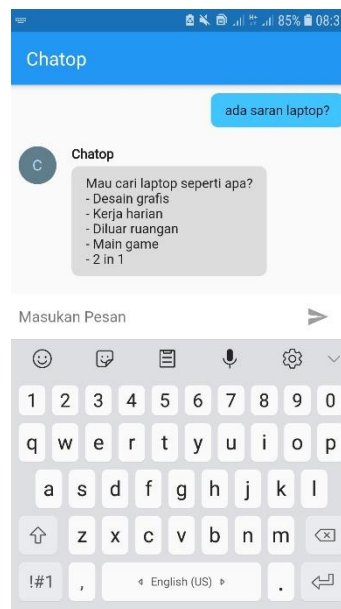 85% 08:3
Chatop
ada saran laptop?
C
Chatop
Mau cari laptop seperti apa?
- Desain grafis
- Kerja harian
- Diluar ruangan
- Main game
- 2 in 1
Masukan Pesan
1 2 3 4 5 6 7 8 9 0
q w e r t y u i o p
a s d f g h j k l
z x c v b n m
!#1 , English (US) .